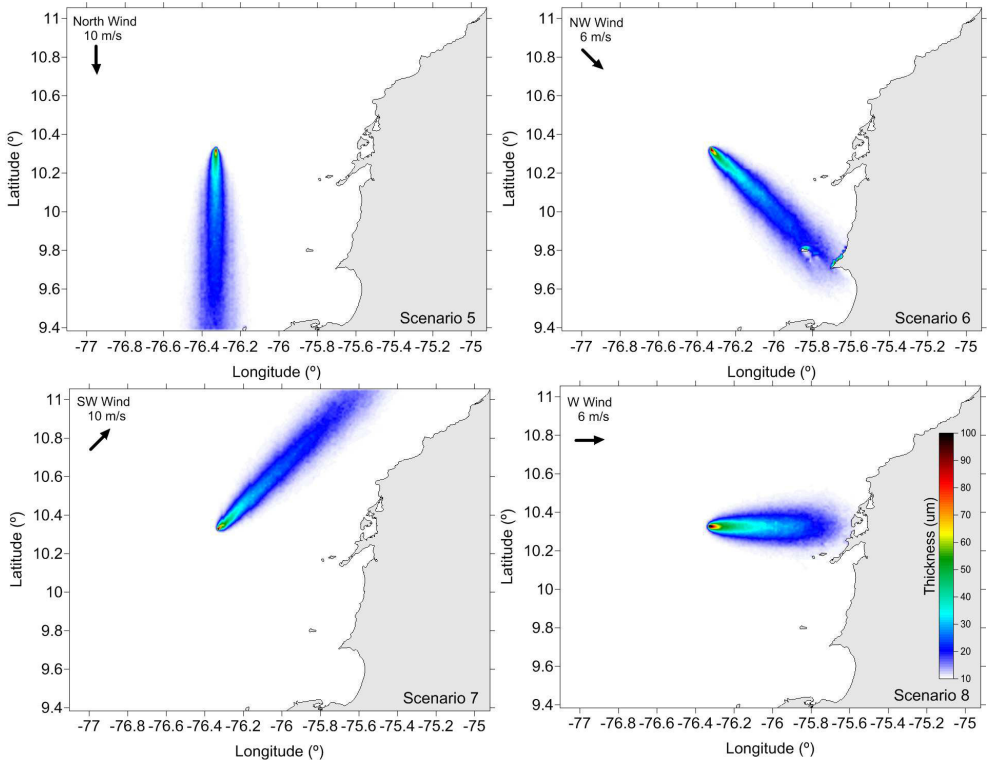 North Wind
10 m/s
11
10.8
10.6
10.4
10.2
10
9.8
9.6
9.4
Latitude (º)
Scenario 5
-77 -76.8 -76.6 -76.4 -76.2 -76 -75.8 -75.6 -75.4 -75.2 -75
Longitude (º)
NW Wind
6 m/s
11
10.8
10.6
10.4
10.2
10
9.8
9.6
9.4
Latitude (º)
Scenario 6
-77 -76.8 -76.6 -76.4 -76.2 -76 -75.8 -75.6 -75.4 -75.2 -75
Longitude (º)
SW Wind
10 m/s
11
10.8
10.6
10.4
10.2
10
9.8
9.6
9.4
Latitude (º)
Scenario 7
-77 -76.8 -76.6 -76.4 -76.2 -76 -75.8 -75.6 -75.4 -75.2 -75
Longitude (º)
W Wind
6 m/s
11
10.8
10.6
10.4
10.2
10
9.8
9.6
9.4
Latitude (º)
100
90
80
70
60
50
40
30
20
10
Thickness (um)
Scenario 8
-77 -76.8 -76.6 -76.4 -76.2 -76 -75.8 -75.6 -75.4 -75.2 -75
Longitude (º)